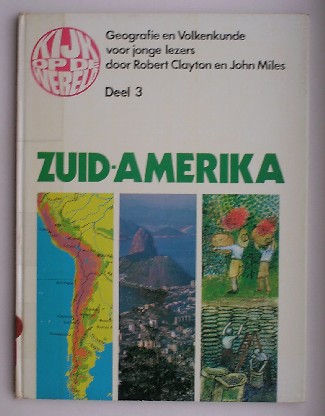 KIJK
OP DE
WERELD
Geografie en Volkenkunde
voor jonge lezers
door Robert Clayton en John Miles
Deel 3
ZUID-AMERIKA